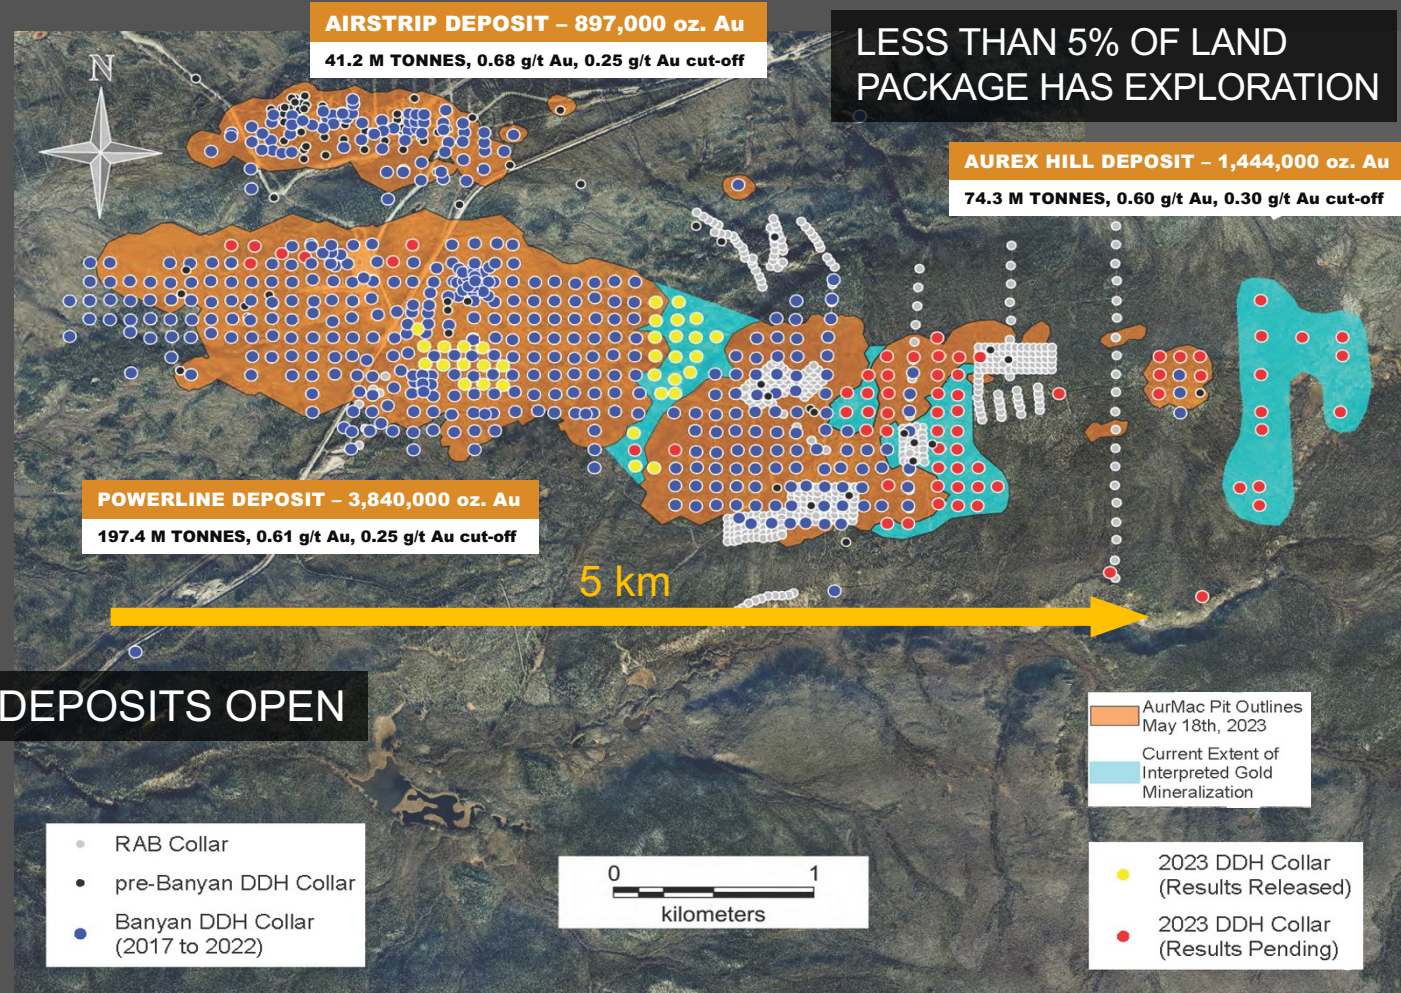 AIRSTRIP DEPOSIT – 897,000 oz. Au
41.2 M TONNES, 0.68 g/t Au, 0.25 g/t Au cut-off
LESS THAN 5% OF LAND
PACKAGE HAS EXPLORATION
N
AUREX HILL DEPOSIT – 1,444,000 oz. Au
74.3 M TONNES, 0.60 g/t Au, 0.30 g/t Au cut-off
POWERLINE DEPOSIT – 3,840,000 oz. Au
197.4 M TONNES, 0.61 g/t Au, 0.25 g/t Au cut-off
5 km
DEPOSITS OPEN
AurMac Pit Outlines
May 18th, 2023
Current Extent of
Interpreted Gold
Mineralization
RAB Collar
pre-Banyan DDH Collar
Banyan DDH Collar
(2017 to 2022)
0 1
kilometers
2023 DDH Collar
(Results Released)
2023 DDH Collar
(Results Pending)